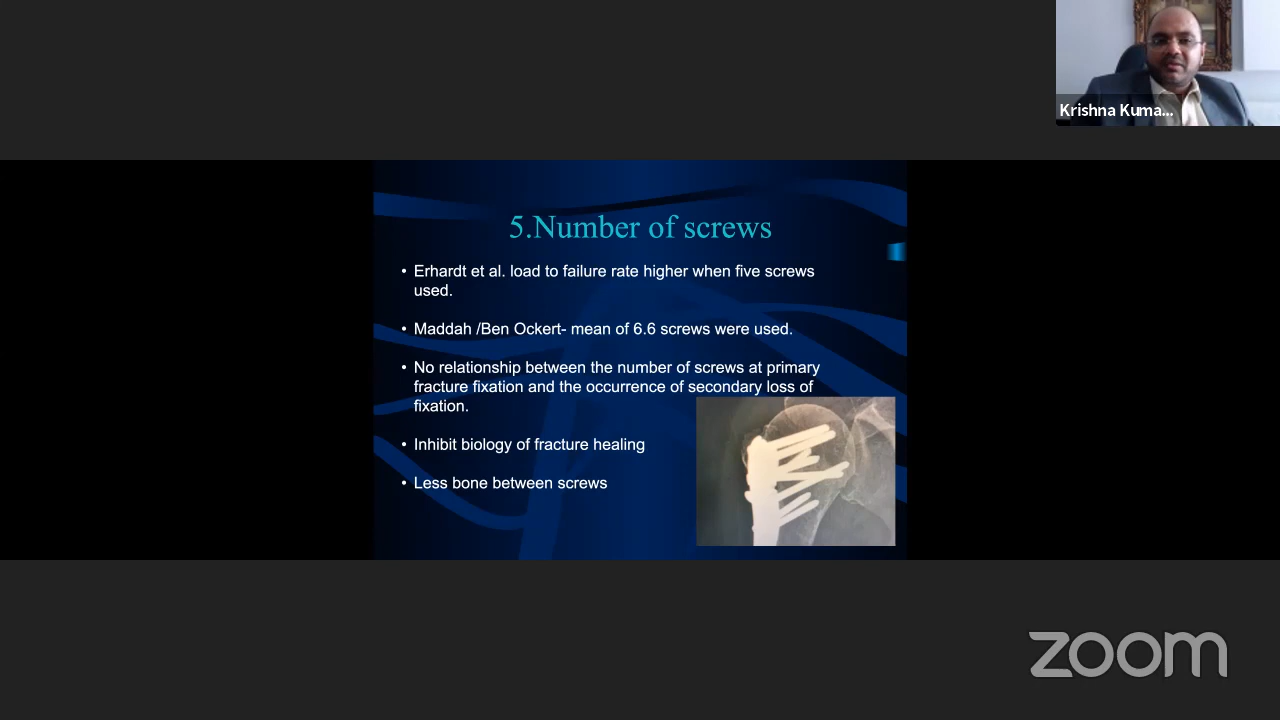 Krishna Kuma...
5.Number of screws
• Erhardt et al. load to failure rate higher when five screws
used.
• Maddah /Ben Ockert- mean of 6.6 screws were used.
• No relationship between the number of screws at primary
fracture fixation and the occurrence of secondary loss of
fixation.
• Inhibit biology of fracture healing
• Less bone between screws
zoom